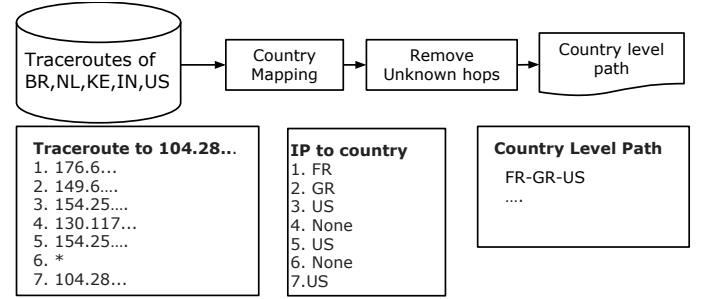 Traceroutes of
BR,NL,KE,IN,US
Country
Mapping
Remove
Unknown hops
Country level
path
Traceroute to 104.28...
1. 176.6...
2. 149.6....
3. 154.25....
4. 130.117...
5. 154.25....
6. *
7. 104.28...
IP to country
1. FR
2. GR
3. US
4. None
5. US
6. None
7.US
Country Level Path
FR-GR-US
....